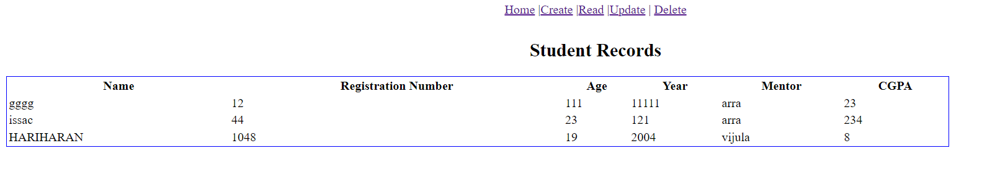 Home |Create |Read |Update | Delete
Student Records
Name Registration Number Age Year Mentor CGPA
gggg 12 111 11111 arra 23
issac 44 23 121 arra 234
HARIHARAN 1048 19 2004 vijula 8